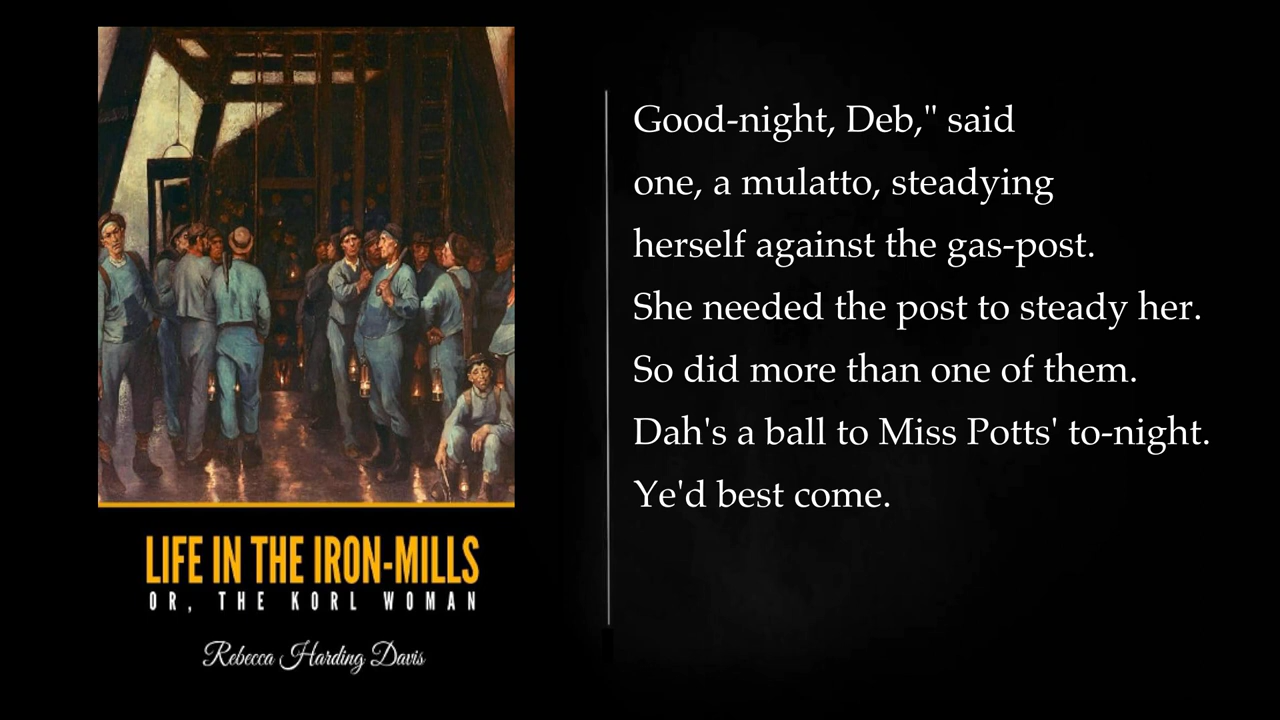 LIFE IN THE IRON-MILLS
OR, THE KORL WOMAN
Rebecca Harding Davis
Good-night, Deb," said
one, a mulatto, steadying
herself against the gas-post.
She needed the post to steady her.
So did more than one of them.
Dah's a ball to Miss Potts' to-night.
Ye'd best come.